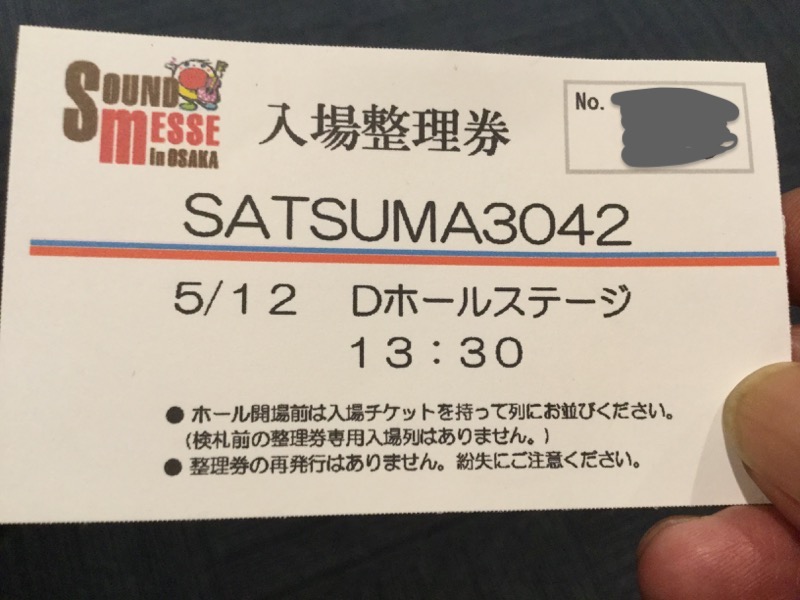 SOUND
MESSE
in OSAKA
入場整理券
No.
SATSUMA3042
5/12 Dホールステージ
13:30
● ホール開場前は入場チケットを持って列にお並びください。
(検札前の整理券専用入場列はありません。)
● 整理券の再発行はありません。紛失にご注意ください。